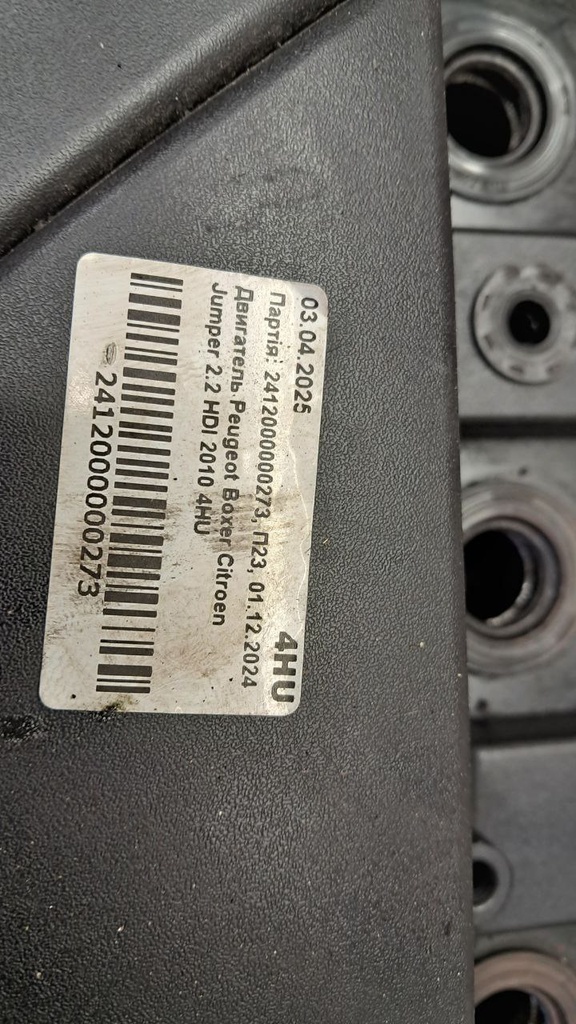 03.04.2025
4HU
Партія: 2412000000273, П23, 01.12.2024
Двигатель Peugeot Boxer Citroen
Jumper 2.2 HDI 2010 4HU
2412000000273